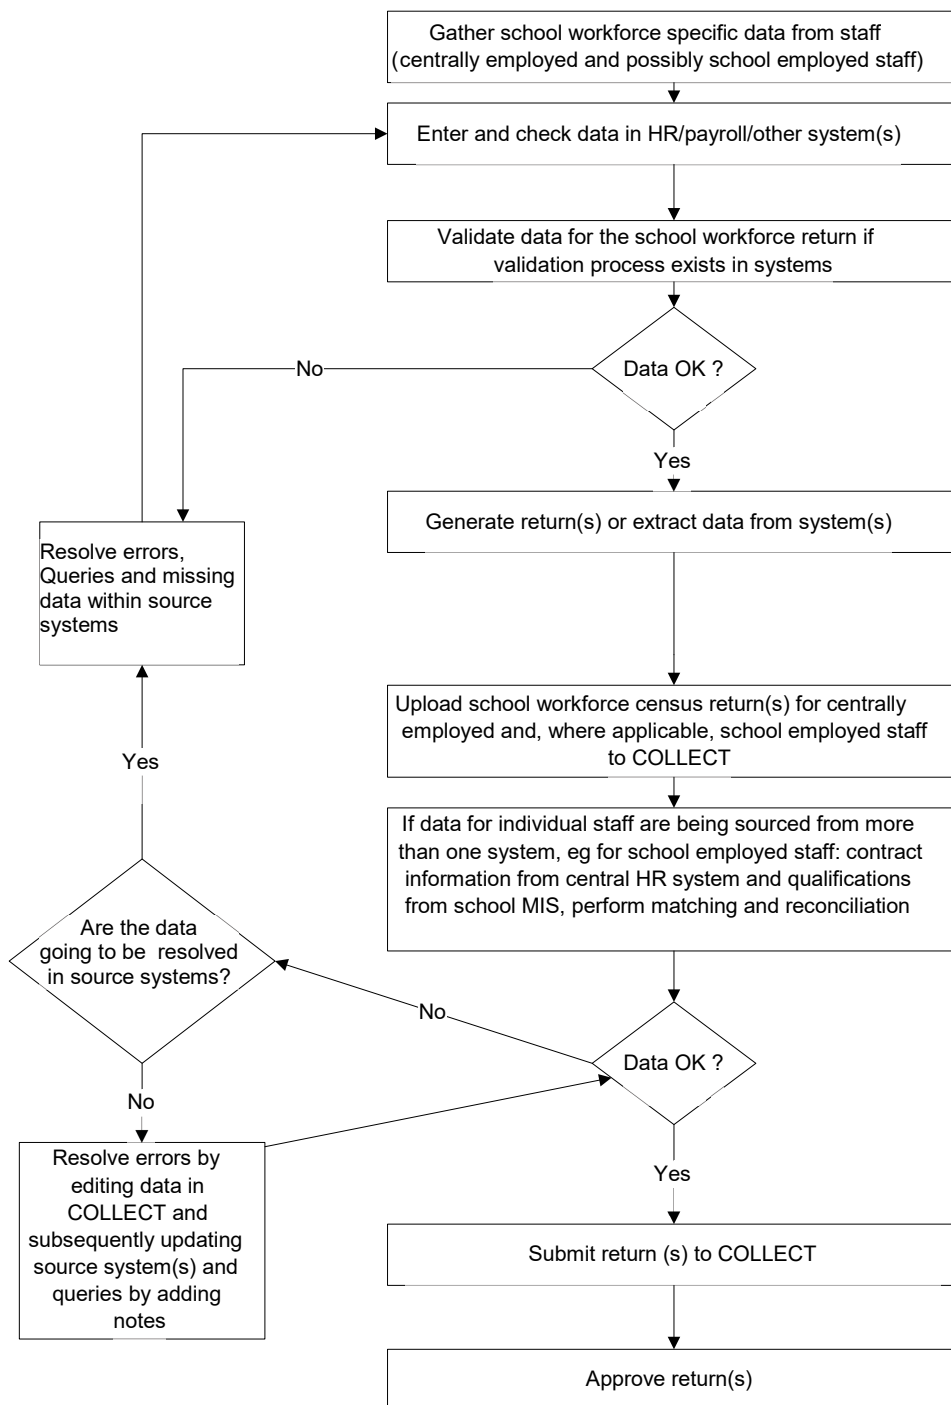 Gather school workforce specific data from staff
(centrally employed and possibly school employed staff)
Enter and check data in HR/payroll/other system(s)
Validate data for the school workforce return if
validation process exists in systems
No
Data OK ?
Yes
Generate return(s) or extract data from system(s)
Resolve errors,
Queries and missing
data within source
systems
Upload school workforce census return(s) for centrally
employed and, where applicable, school employed staff
to COLLECT
Yes
If data for individual staff are being sourced from more
than one system, eg for school employed staff: contract
information from central HR system and qualifications
from school MIS, perform matching and reconciliation
Are the data
going to be  resolved
in source systems?
No
Data OK ?
No
Resolve errors by
editing data in
COLLECT and
subsequently updating
source system(s) and
queries by adding
notes
Yes
Submit return (s) to COLLECT
Approve return(s)